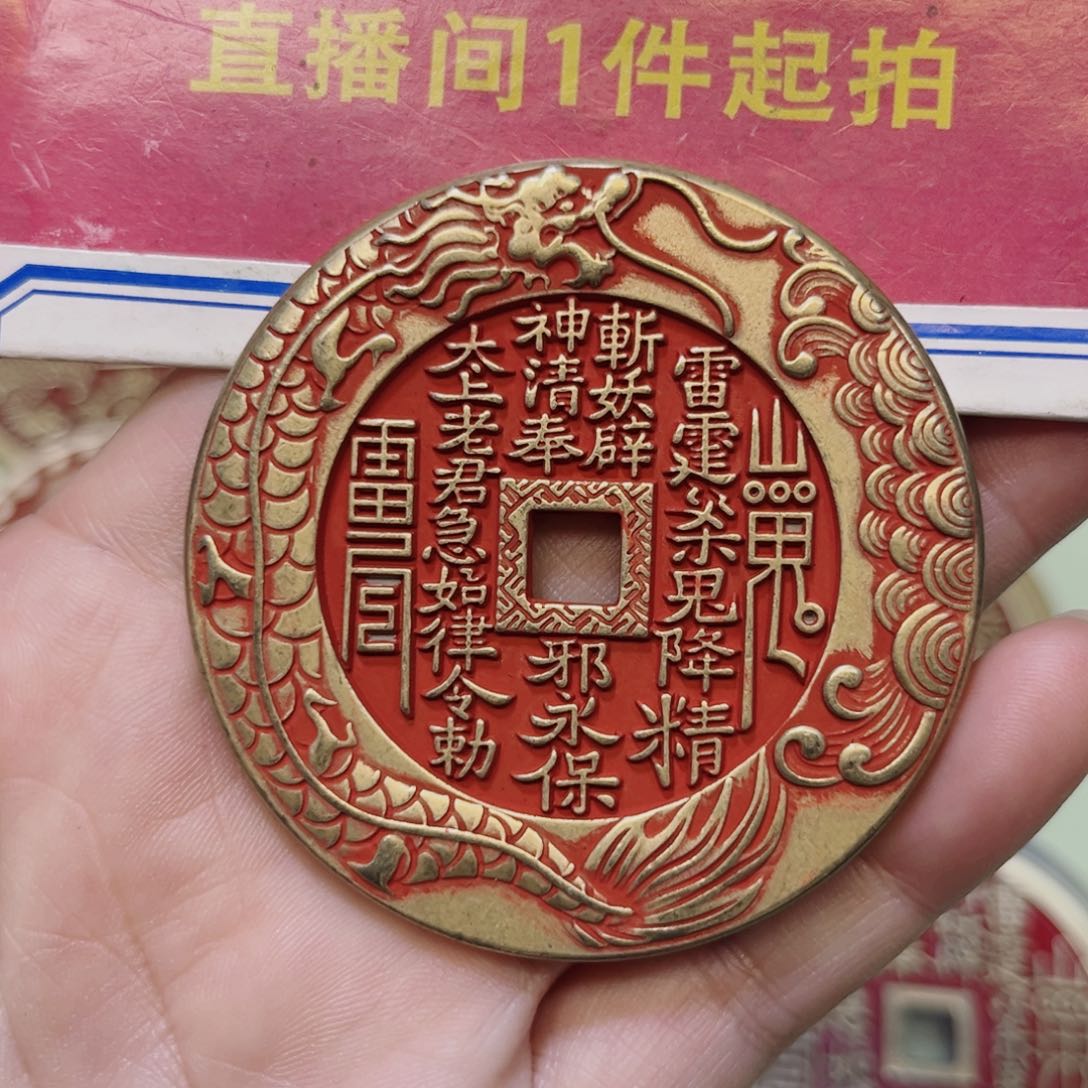 直播间1件起拍
雷霆杀鬼降精
斬妖辟
邪永保
神清奉
太上老君急如律令勅